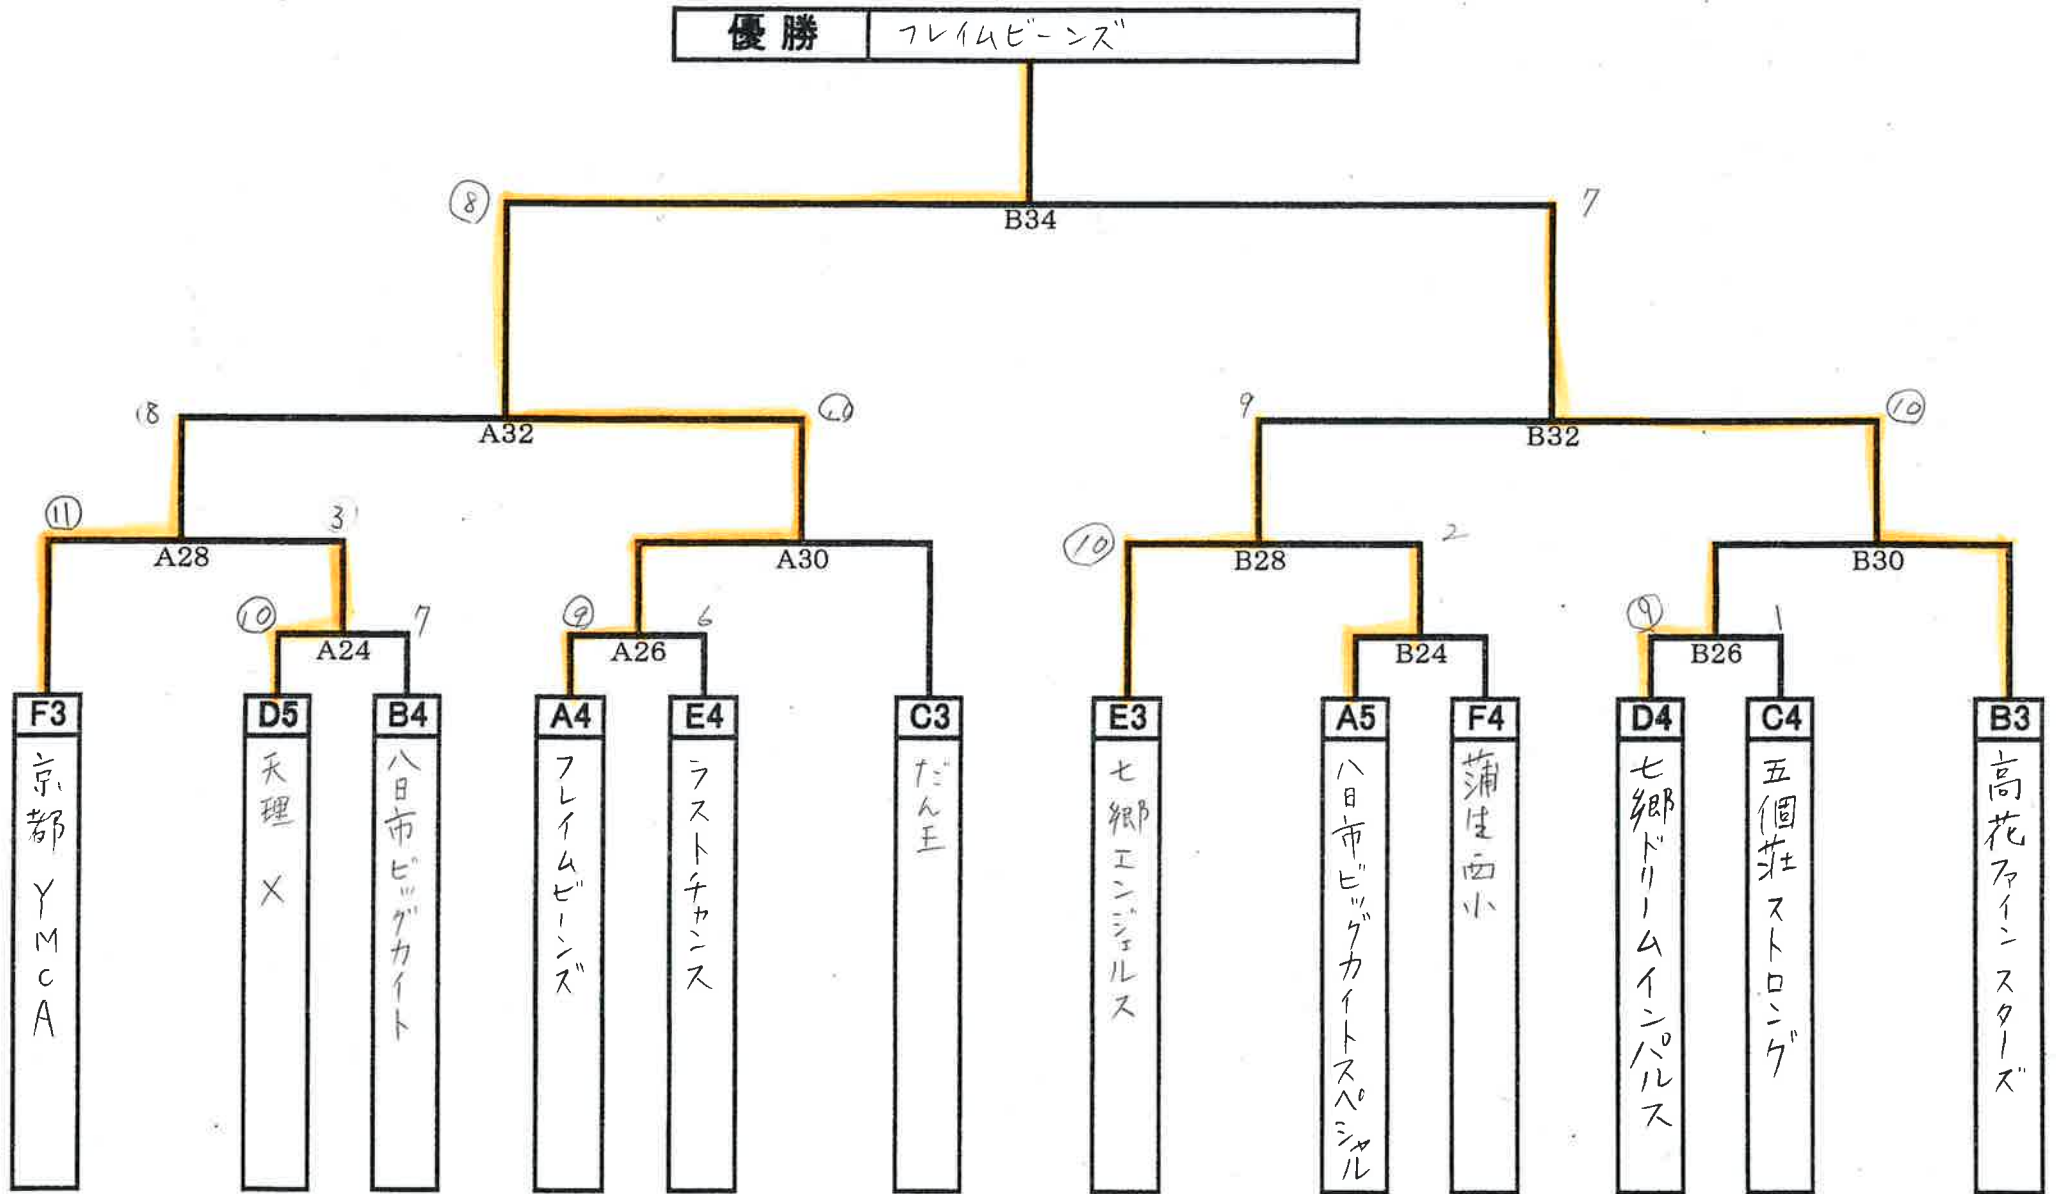 優勝 フレイムビーンズ
⑧ 7
B34
8 ⑩ 9 ⑩
A32 B32
⑪ 3 ⑩ 2
A28 A30 B28 B30
⑩ 7 ⑨ 6 ⑨ 1
A24 A26 B24 B26
F3 D5 B4 A4 E4 C3 E3 A5 F4 D4 C4 B3
京都 YMCA
天理 X
八日市ビッグカイト
フレイムビーンズ
ラストチャンス
だん王
七郷エンジェルス
八日市ビッグカイトスペシャル
蒲生西小
七郷ドリームインパルス
五個荘ストロング
高花ファインスターズ